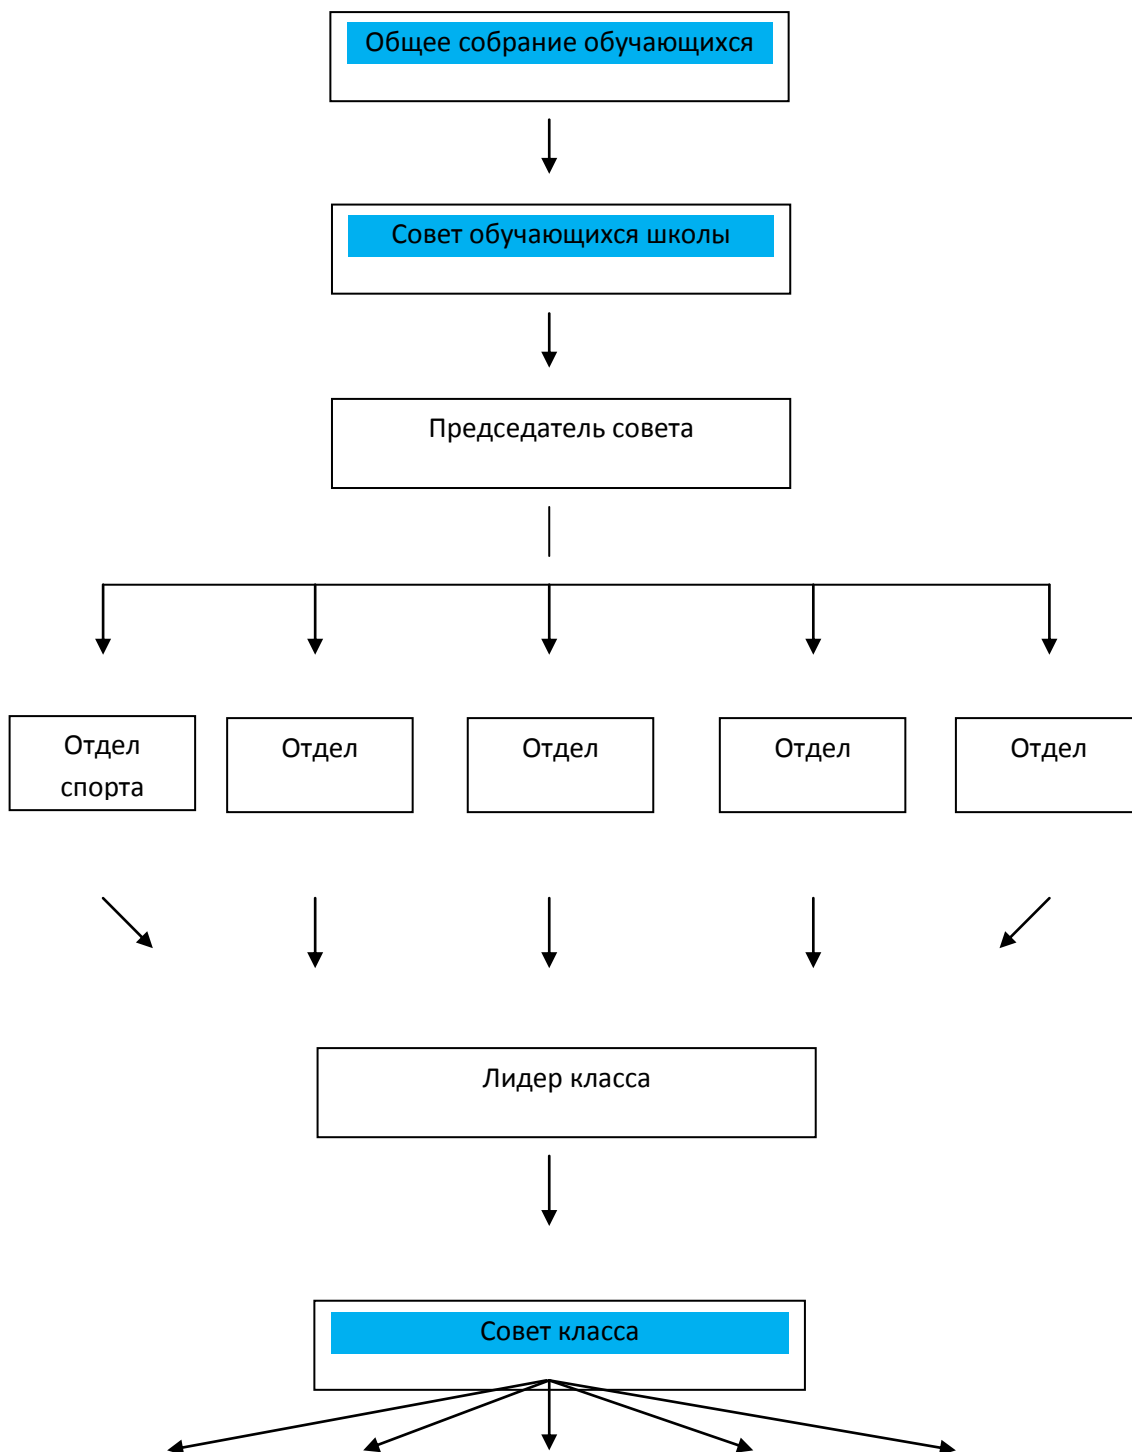 Общее собрание обучающихся
Совет обучающихся школы
Председатель совета
Отдел
спорта
Отдел
Отдел
Отдел
Отдел
Лидер класса
Совет класса